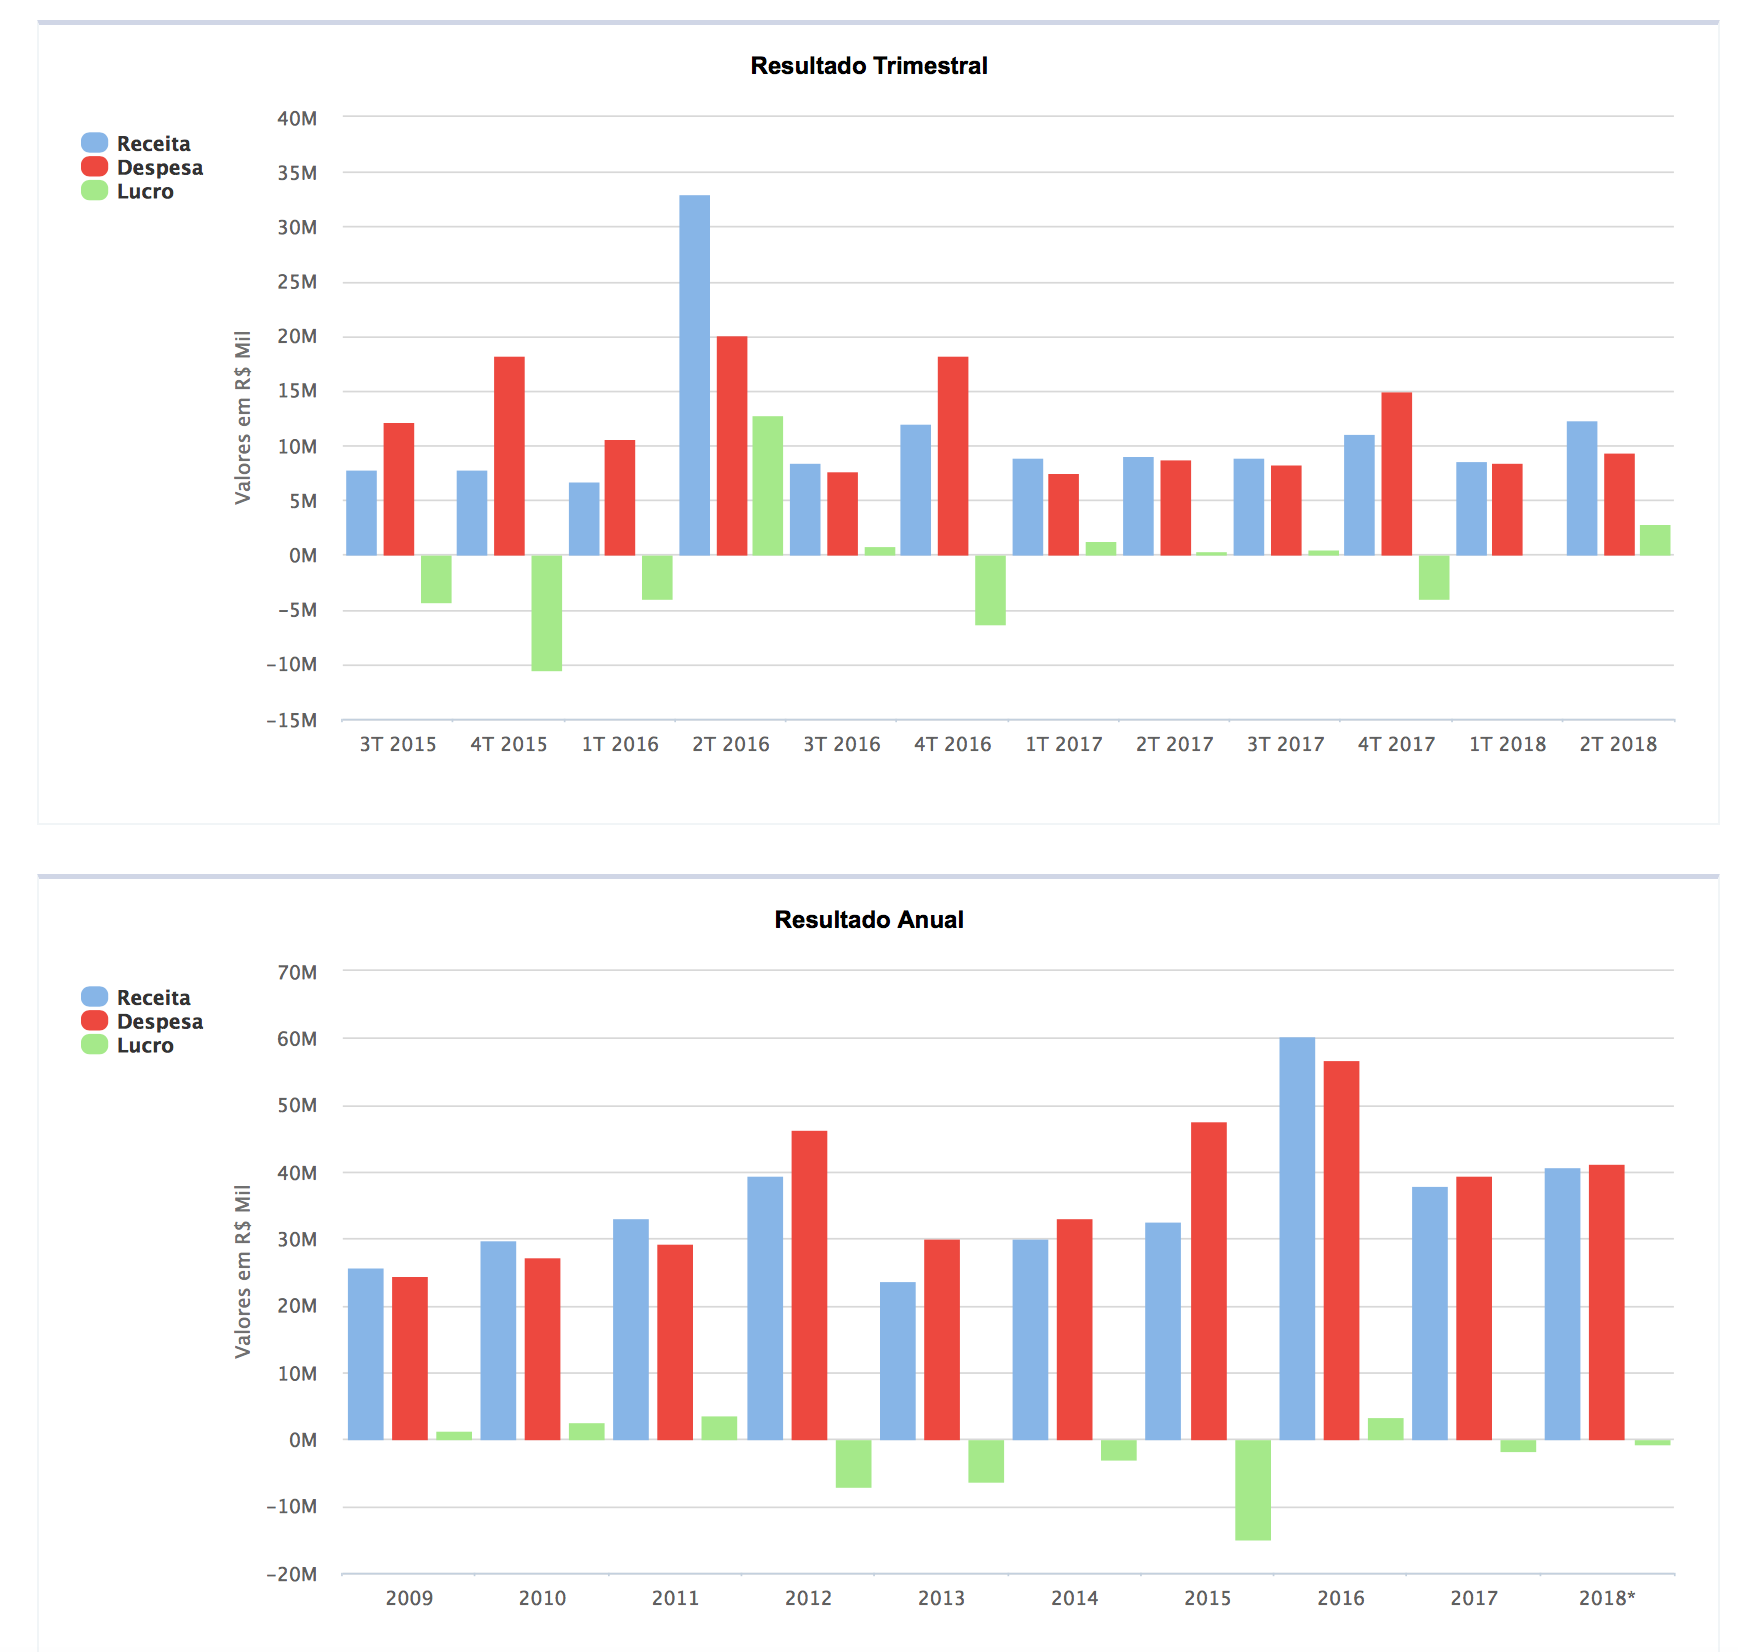 Resultado Trimestral
Receita
Despesa
Lucro
Valores em R$ Mil
40M
35M
30M
25M
20M
15M
10M
5M
0M
−5M
−10M
−15M
3T 2015 4T 2015 1T 2016 2T 2016 3T 2016 4T 2016 1T 2017 2T 2017 3T 2017 4T 2017 1T 2018 2T 2018
Resultado Anual
Receita
Despesa
Lucro
Valores em R$ Mil
70M
60M
50M
40M
30M
20M
10M
0M
−10M
−20M
2009 2010 2011 2012 2013 2014 2015 2016 2017 2018*